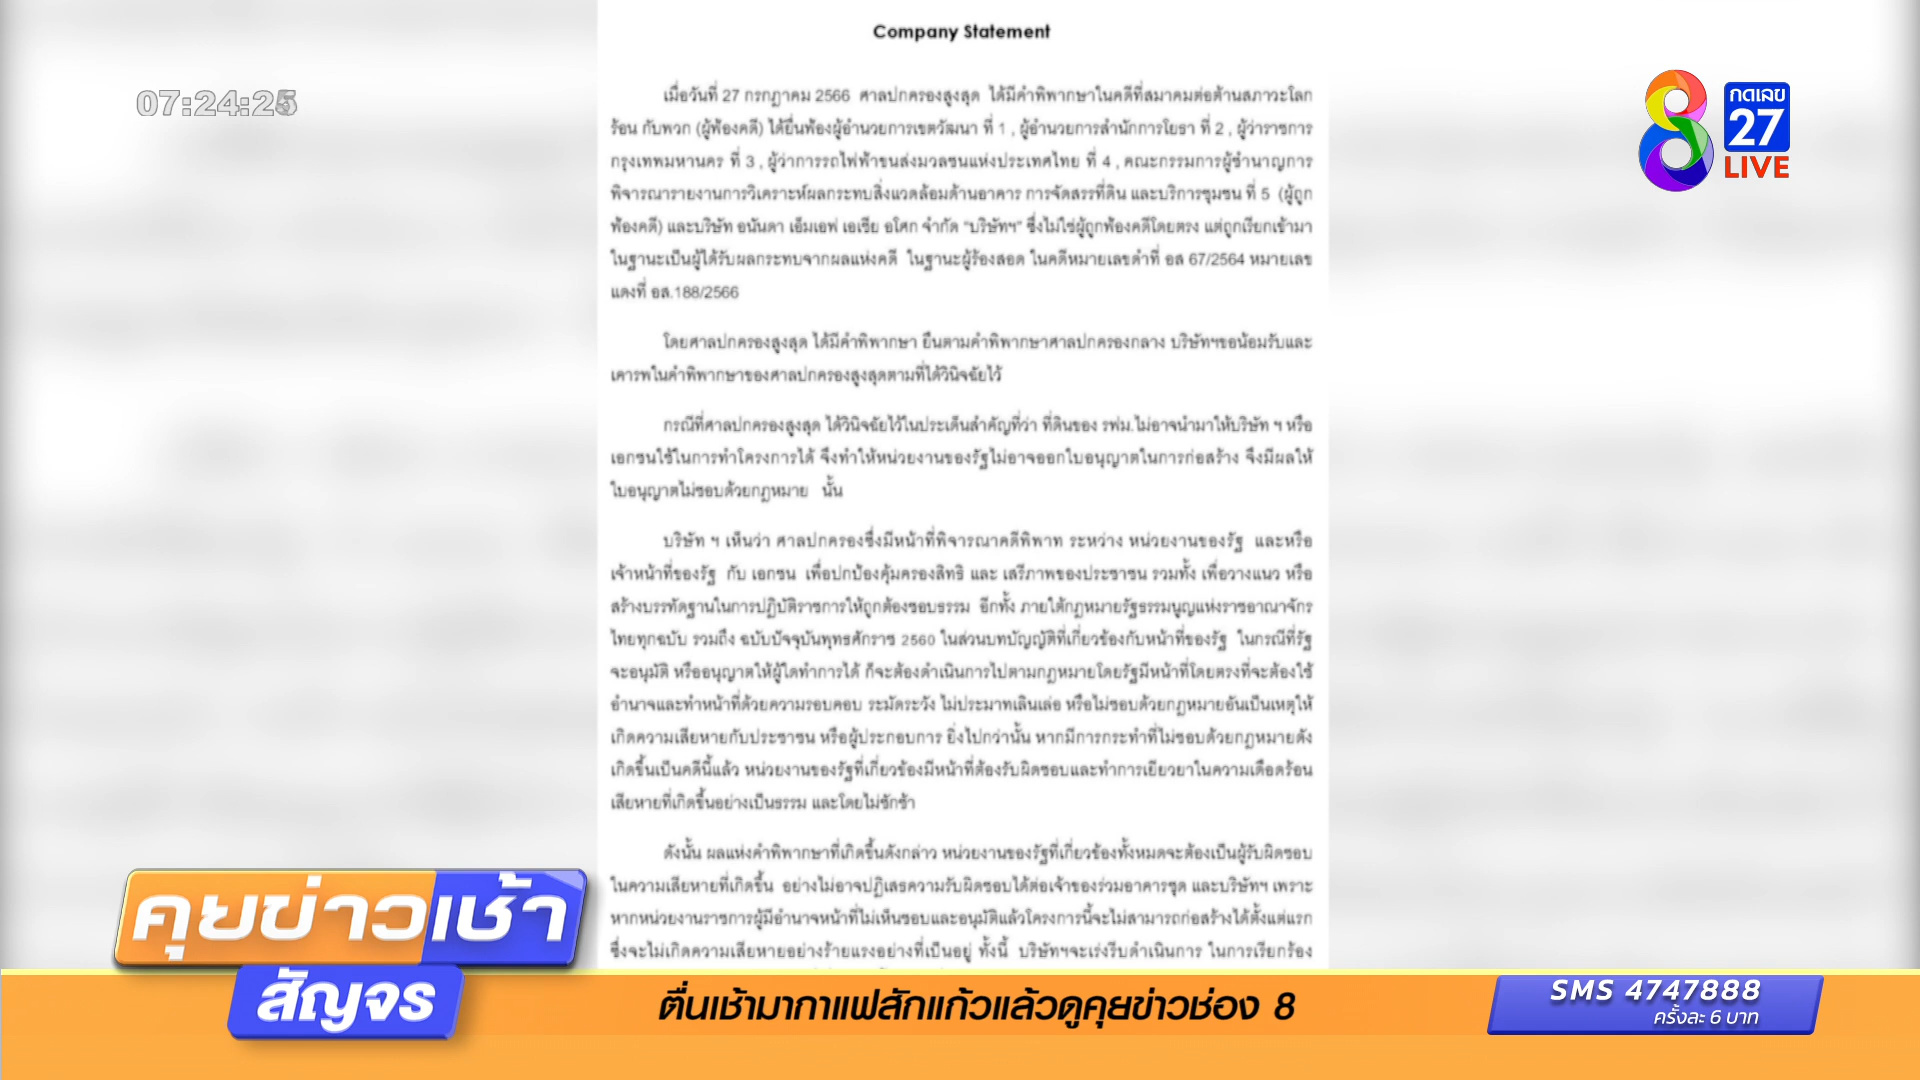 Company Statement
07:24:25
กดเลข
27
LIVE
เมื่อวันที่ 27 กรกฎาคม 2566 ศาลปกครองสูงสุด ได้มีคำพิพากษาในคดีที่สมาคมต่อต้านสภาวะโลก
ร้อน กับพวก (ผู้ฟ้องคดี) ได้ยื่นฟ้องผู้อำนวยการเขตวัฒนา ที่ 1 , ผู้อำนวยการสำนักการโยธา ที่ 2 , ผู้ว่าราชการ
กรุงเทพมหานคร ที่ 3 , ผู้ว่าการรถไฟฟ้าขนส่งมวลชนแห่งประเทศไทย ที่ 4 , คณะกรรมการผู้ชำนาญการ
พิจารณารายงานการวิเคราะห์ผลกระทบสิ่งแวดล้อมด้านอาคาร การจัดสรรที่ดิน และบริการชุมชน ที่ 5 (ผู้ถูก
ฟ้องคดี) และบริษัท อนันดา เอ็มเอฟ เอเชีย อโศก จำกัด "บริษัทฯ" ซึ่งไม่ใช่ผู้ถูกฟ้องคดีโดยตรง แต่ถูกเรียกเข้ามา
ในฐานะเป็นผู้ได้รับผลกระทบจากผลแห่งคดี ในฐานะผู้ร้องสอด ในคดีหมายเลขดำที่ อส 67/2564 หมายเลข
แดงที่ อส.188/2566
โดยศาลปกครองสูงสุด ได้มีคำพิพากษา ยืนตามคำพิพากษาศาลปกครองกลาง บริษัทฯขอน้อมรับและ
เคารพในคำพิพากษาของศาลปกครองสูงสุดตามที่ได้วินิจฉัยไว้
กรณีที่ศาลปกครองสูงสุด ได้วินิจฉัยไว้ในประเด็นสำคัญที่ว่า ที่ดินของ รฟม.ไม่อาจนำมาให้บริษัท ฯ หรือ
เอกชนใช้ในการทำโครงการได้ จึงทำให้หน่วยงานของรัฐไม่อาจออกใบอนุญาตในการก่อสร้าง จึงมีผลให้
ใบอนุญาตไม่ชอบด้วยกฎหมาย นั้น
บริษัท ฯ เห็นว่า ศาลปกครองซึ่งมีหน้าที่พิจารณาคดีพิพาท ระหว่าง หน่วยงานของรัฐ และหรือ
เจ้าหน้าที่ของรัฐ กับ เอกชน เพื่อปกป้องคุ้มครองสิทธิ และ เสรีภาพของประชาชน รวมทั้ง เพื่อวางแนว หรือ
สร้างบรรทัดฐานในการปฏิบัติราชการให้ถูกต้องชอบธรรม อีกทั้ง ภายใต้กฎหมายรัฐธรรมนูญแห่งราชอาณาจักร
ไทยทุกฉบับ รวมถึง ฉบับปัจจุบันพุทธศักราช 2560 ในส่วนบทบัญญัติที่เกี่ยวข้องกับหน้าที่ของรัฐ ในกรณีที่รัฐ
จะอนุมัติ หรืออนุญาตให้ผู้ใดทำการได้ ก็จะต้องดำเนินการไปตามกฎหมายโดยรัฐมีหน้าที่โดยตรงที่จะต้องใช้
อำนาจและทำหน้าที่ด้วยความรอบคอบ ระมัดระวัง ไม่ประมาทเลินเล่อ หรือไม่ชอบด้วยกฎหมายอันเป็นเหตุให้
เกิดความเสียหายกับประชาชน หรือผู้ประกอบการ ยิ่งไปกว่านั้น หากมีการกระทำที่ไม่ชอบด้วยกฎหมายดัง
เกิดขึ้นเป็นคดีนี้แล้ว หน่วยงานของรัฐที่เกี่ยวข้องมีหน้าที่ต้องรับผิดชอบและทำการเยียวยาในความเดือดร้อน
เสียหายที่เกิดขึ้นอย่างเป็นธรรม และโดยไม่ชักช้า
ดังนั้น ผลแห่งคำพิพากษาที่เกิดขึ้นดังกล่าว หน่วยงานของรัฐที่เกี่ยวข้องทั้งหมดจะต้องเป็นผู้รับผิดชอบ
ในความเสียหายที่เกิดขึ้น อย่างไม่อาจปฏิเสธความรับผิดชอบได้ต่อเจ้าของร่วมอาคารชุด และบริษัทฯ เพราะ
หากหน่วยงานราชการผู้มีอำนาจหน้าที่ไม่เห็นชอบและอนุมัติแล้วโครงการนี้จะไม่สามารถก่อสร้างได้ตั้งแต่แรก
ซึ่งจะไม่เกิดความเสียหายอย่างร้ายแรงอย่างที่เป็นอยู่ ทั้งนี้ บริษัทฯจะเร่งรีบดำเนินการ ในการเรียกร้อง
คุยข่าวเช้า
สัญจร
ตื่นเช้ามากาแฟสักแก้วแล้วดูคุยข่าวช่อง 8
SMS 4747888
ครั้งละ 6 บาท